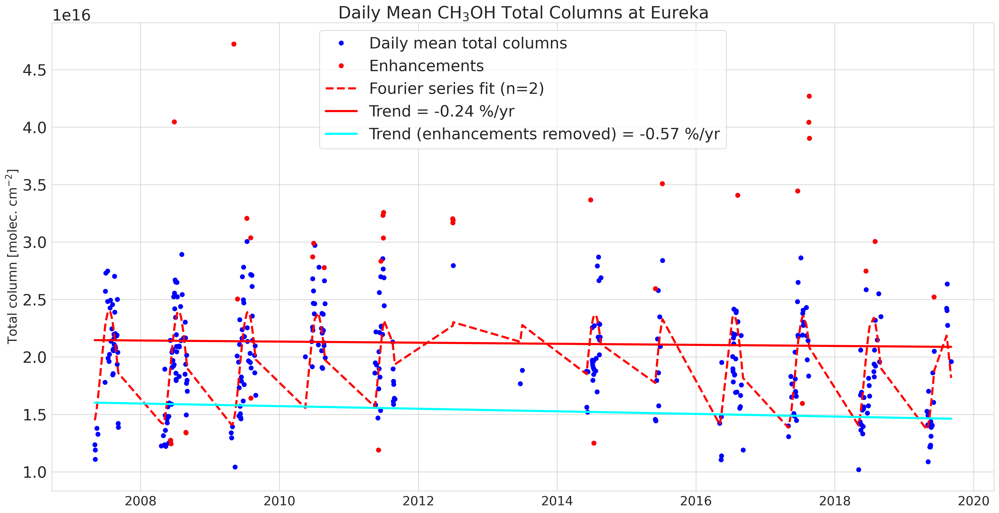 Daily Mean CH₃OH Total Columns at Eureka
1e16
Daily mean total columns
Enhancements
Fourier series fit (n=2)
Trend = -0.24 %/yr
Trend (enhancements removed) = -0.57 %/yr
Total column [molec. cm⁻²]
4.5
4.0
3.5
3.0
2.5
2.0
1.5
1.0
2008 2010 2012 2014 2016 2018 2020